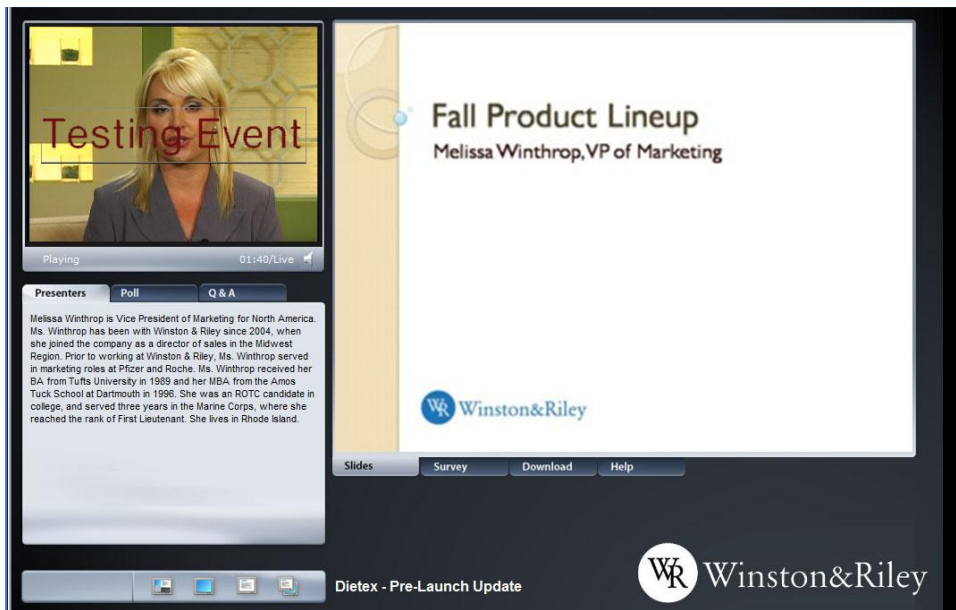 Testing Event
Playing 01:40/Live
Presenters Poll Q & A
Melissa Winthrop is Vice President of Marketing for North America.
Ms. Winthrop has been with Winston & Riley since 2004, when
she joined the company as a director of sales in the Midwest
Region. Prior to working at Winston & Riley, Ms. Winthrop served
in marketing roles at Pfizer and Roche. Ms. Winthrop received her
BA from Tufts University in 1989 and her MBA from the Amos
Tuck School at Dartmouth in 1996. She was an ROTC candidate in
college, and served three years in the Marine Corps, where she
reached the rank of First Lieutenant. She lives in Rhode Island.
Fall Product Lineup
Melissa Winthrop, VP of Marketing
WR Winston&Riley
Slides Survey Download Help
Dietex - Pre-Launch Update
WR Winston&Riley